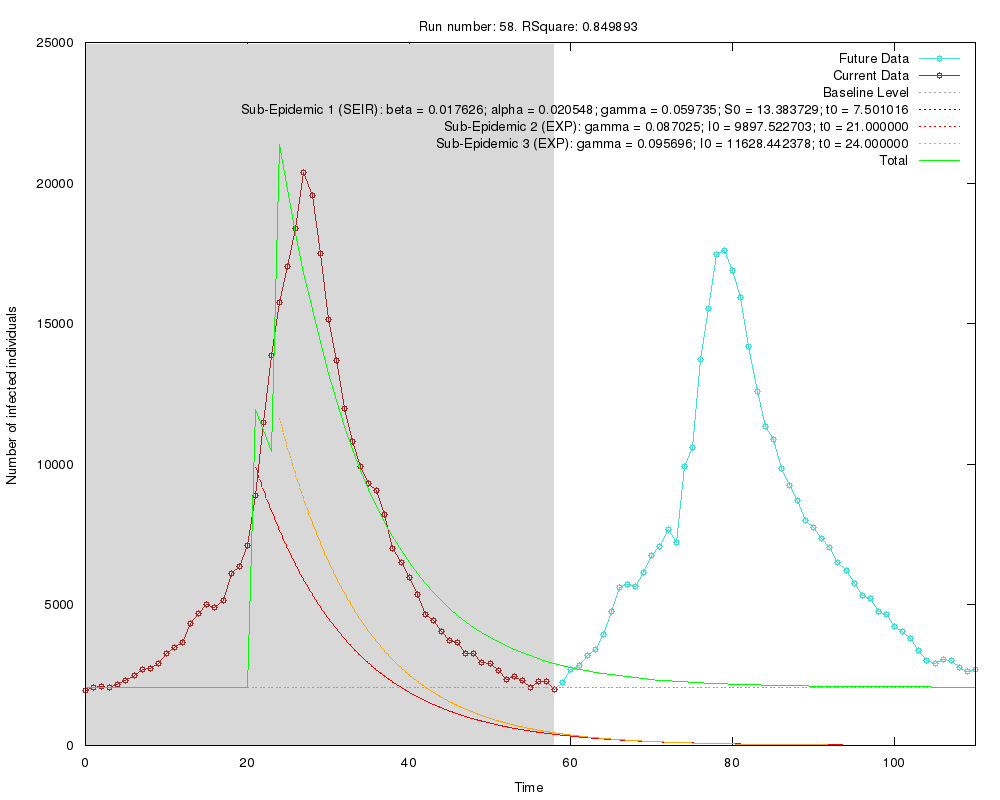 Run number: 58. RSquare: 0.849893
25000
20000
15000
10000
5000
0
Number of infected individuals
Future Data
Current Data
Baseline Level
Sub-Epidemic 1 (SEIR): beta = 0.017626; alpha = 0.020548; gamma = 0.059735; S0 = 13.383729; t0 = 7.501016
Sub-Epidemic 2 (EXP): gamma = 0.087025; I0 = 9897.522703; t0 = 21.000000
Sub-Epidemic 3 (EXP): gamma = 0.095696; I0 = 11628.442378; t0 = 24.000000
Total
0 20 40 60 80 100
Time